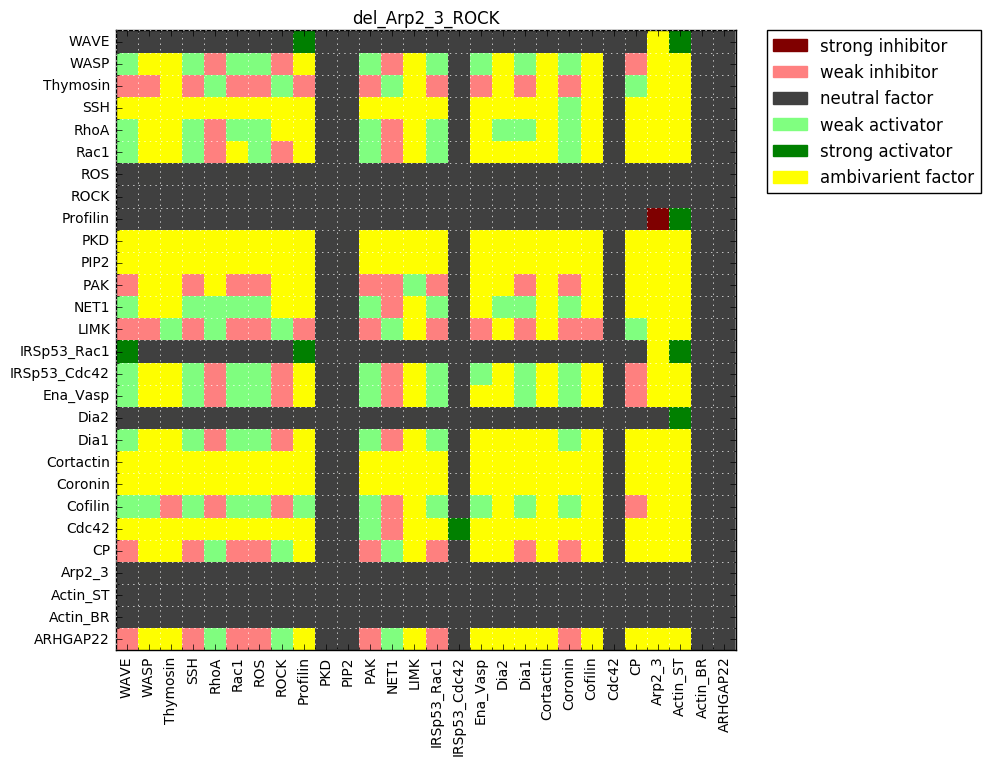 del_Arp2_3_ROCK
WAVE
WASP
Thymosin
SSH
RhoA
Rac1
ROS
ROCK
Profilin
PKD
PIP2
PAK
NET1
LIMK
IRSp53_Rac1
IRSp53_Cdc42
Ena_Vasp
Dia2
Dia1
Cortactin
Coronin
Cofilin
Cdc42
CP
Arp2_3
Actin_ST
Actin_BR
ARHGAP22
WAVE
WASP
Thymosin
SSH
RhoA
Rac1
ROS
ROCK
Profilin
PKD
PIP2
PAK
NET1
LIMK
IRSp53_Rac1
IRSp53_Cdc42
Ena_Vasp
Dia2
Dia1
Cortactin
Coronin
Cofilin
Cdc42
CP
Arp2_3
Actin_ST
Actin_BR
ARHGAP22
strong inhibitor
weak inhibitor
neutral factor
weak activator
strong activator
ambivarient factor